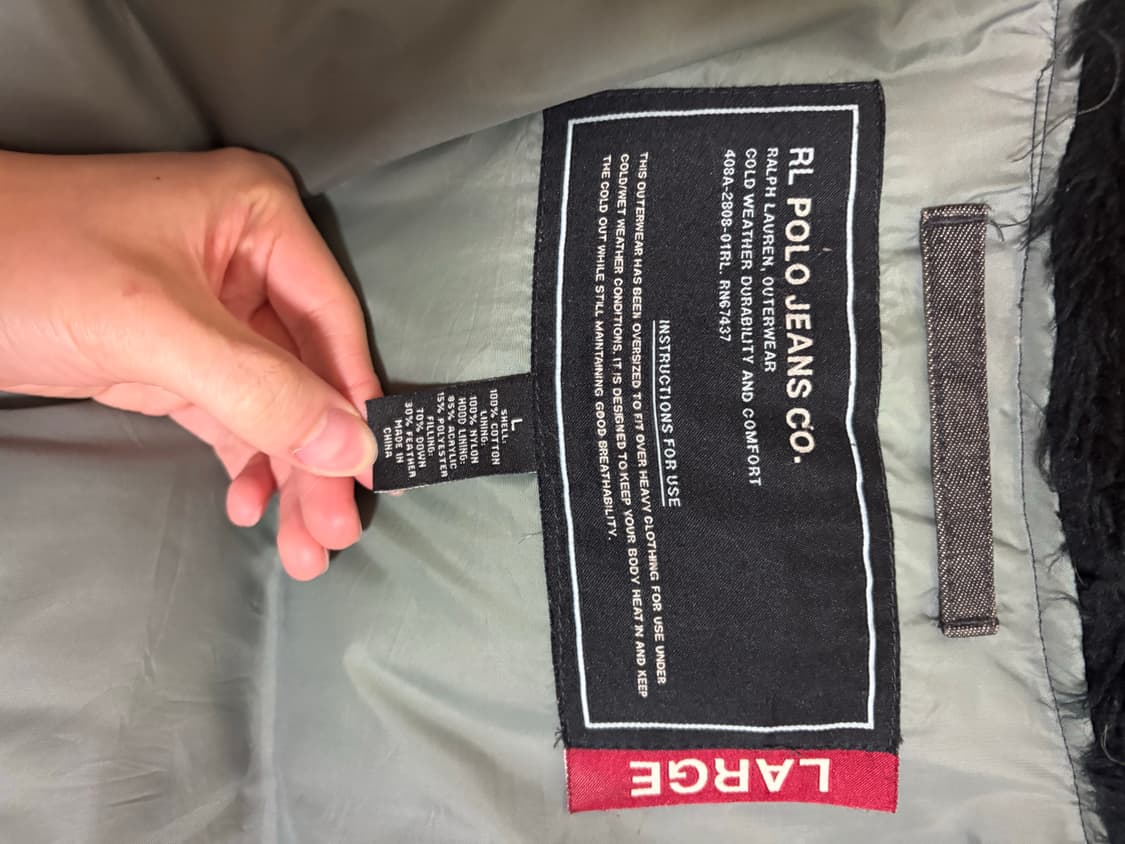 RL POLO JEANS CO.
RALPH LAUREN, OUTERWEAR
COLD WEATHER DURABILITY AND COMFORT
408A-2808-01RL. RN67437
INSTRUCTIONS FOR USE
THIS OUTERWEAR HAS BEEN OVERSIZED TO FIT OVER HEAVY CLOTHING FOR USE UNDER
COLD/WET WEATHER CONDITIONS. IT IS DESIGNED TO KEEP YOUR BODY HEAT IN AND KEEP
THE COLD OUT WHILE STILL MAINTAINING GOOD BREATHABILITY.
LARGE
L
SHELL:
100% COTTON
LINING:
100% NYLON
HOOD LINING:
85% ACRYLIC
15% POLYESTER
FILLING:
70% DOWN
30% FEATHER
MADE IN
CHINA